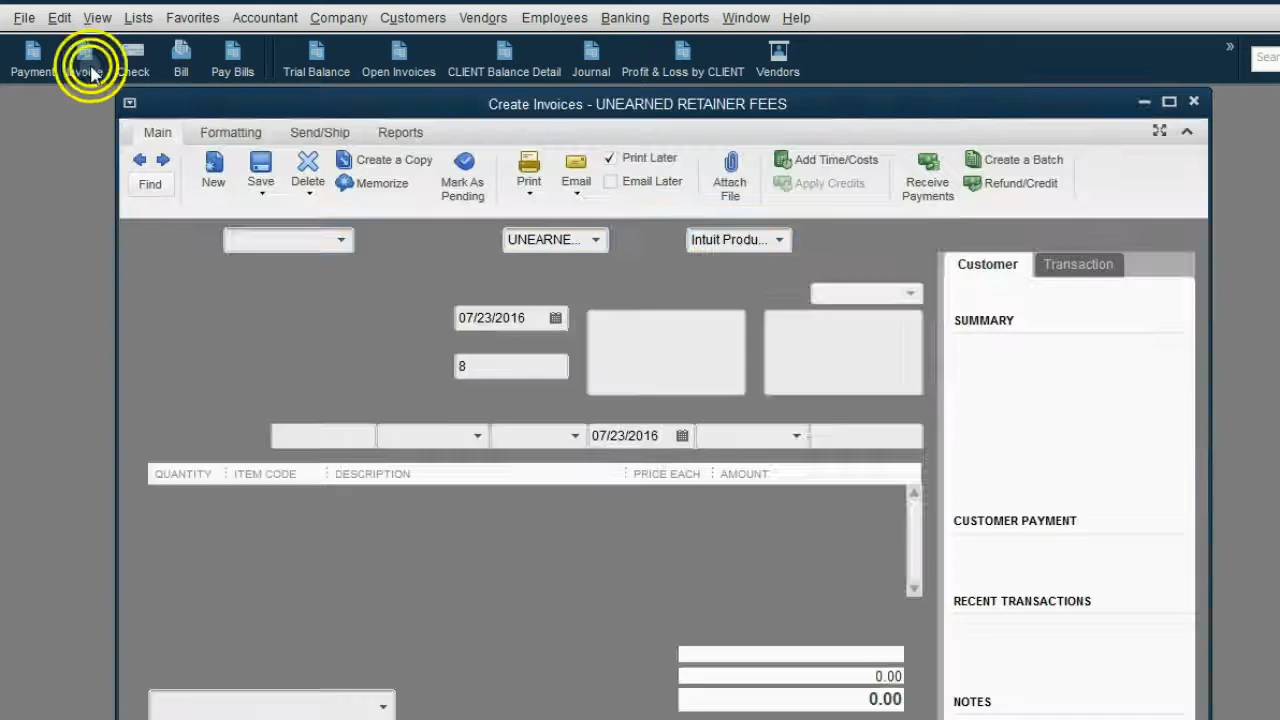 File Edit View Lists Favorites Accountant Company Customers Vendors Employees Banking Reports Window Help
Payment Invoice Check Bill Pay Bills Trial Balance Open Invoices CLIENT Balance Detail Journal Profit & Loss by CLIENT Vendors » Sear
Create Invoices - UNEARNED RETAINER FEES
Main Formatting Send/Ship Reports
Find New Save Delete Create a Copy Memorize Mark As Pending Print Email Print Later Email Later Attach File Add Time/Costs Apply Credits Receive Payments Create a Batch Refund/Credit
UNEARNE... Intuit Produ...
Customer Transaction
07/23/2016
SUMMARY
8
07/23/2016
QUANTITY ITEM CODE DESCRIPTION PRICE EACH AMOUNT
CUSTOMER PAYMENT
RECENT TRANSACTIONS
0.00
0.00
NOTES